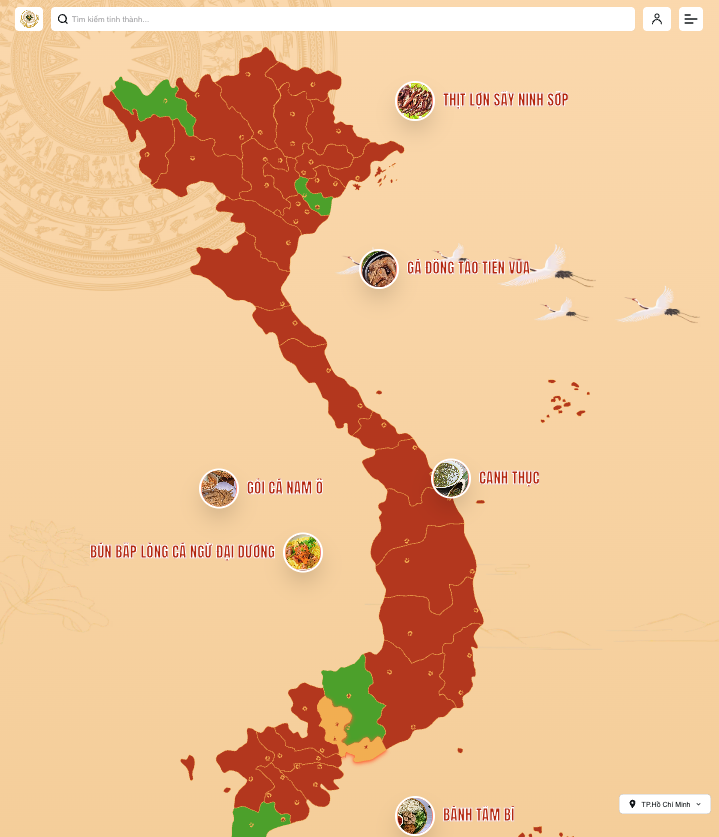 Tìm kiếm tỉnh thành...
THỊT LỢN SẤY NINH SỚP
GÀ ĐÔNG TẢO TIẾN VUA
GỎI CÁ NAM Ô
CANH THỤC
BÚN BẮP LÒNG CÁ NGỪ ĐẠI DƯƠNG
TP.Hồ Chí Minh
BÁNH TẰM BÌ